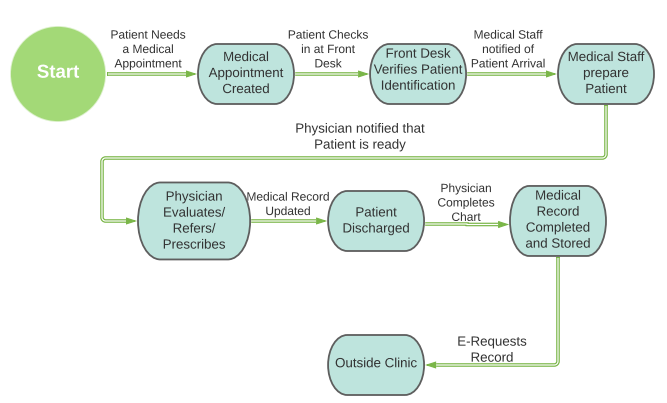 Start
Patient Needs
a Medical
Appointment
Medical
Appointment
Created
Patient Checks
in at Front
Desk
Front Desk
Verifies Patient
Identification
Medical Staff
notified of
Patient Arrival
Medical Staff
prepare
Patient
Physician notified that
Patient is ready
Physician
Evaluates/
Refers/
Prescribes
Medical Record
Updated
Patient
Discharged
Physician
Completes
Chart
Medical
Record
Completed
and Stored
E-Requests
Record
Outside Clinic